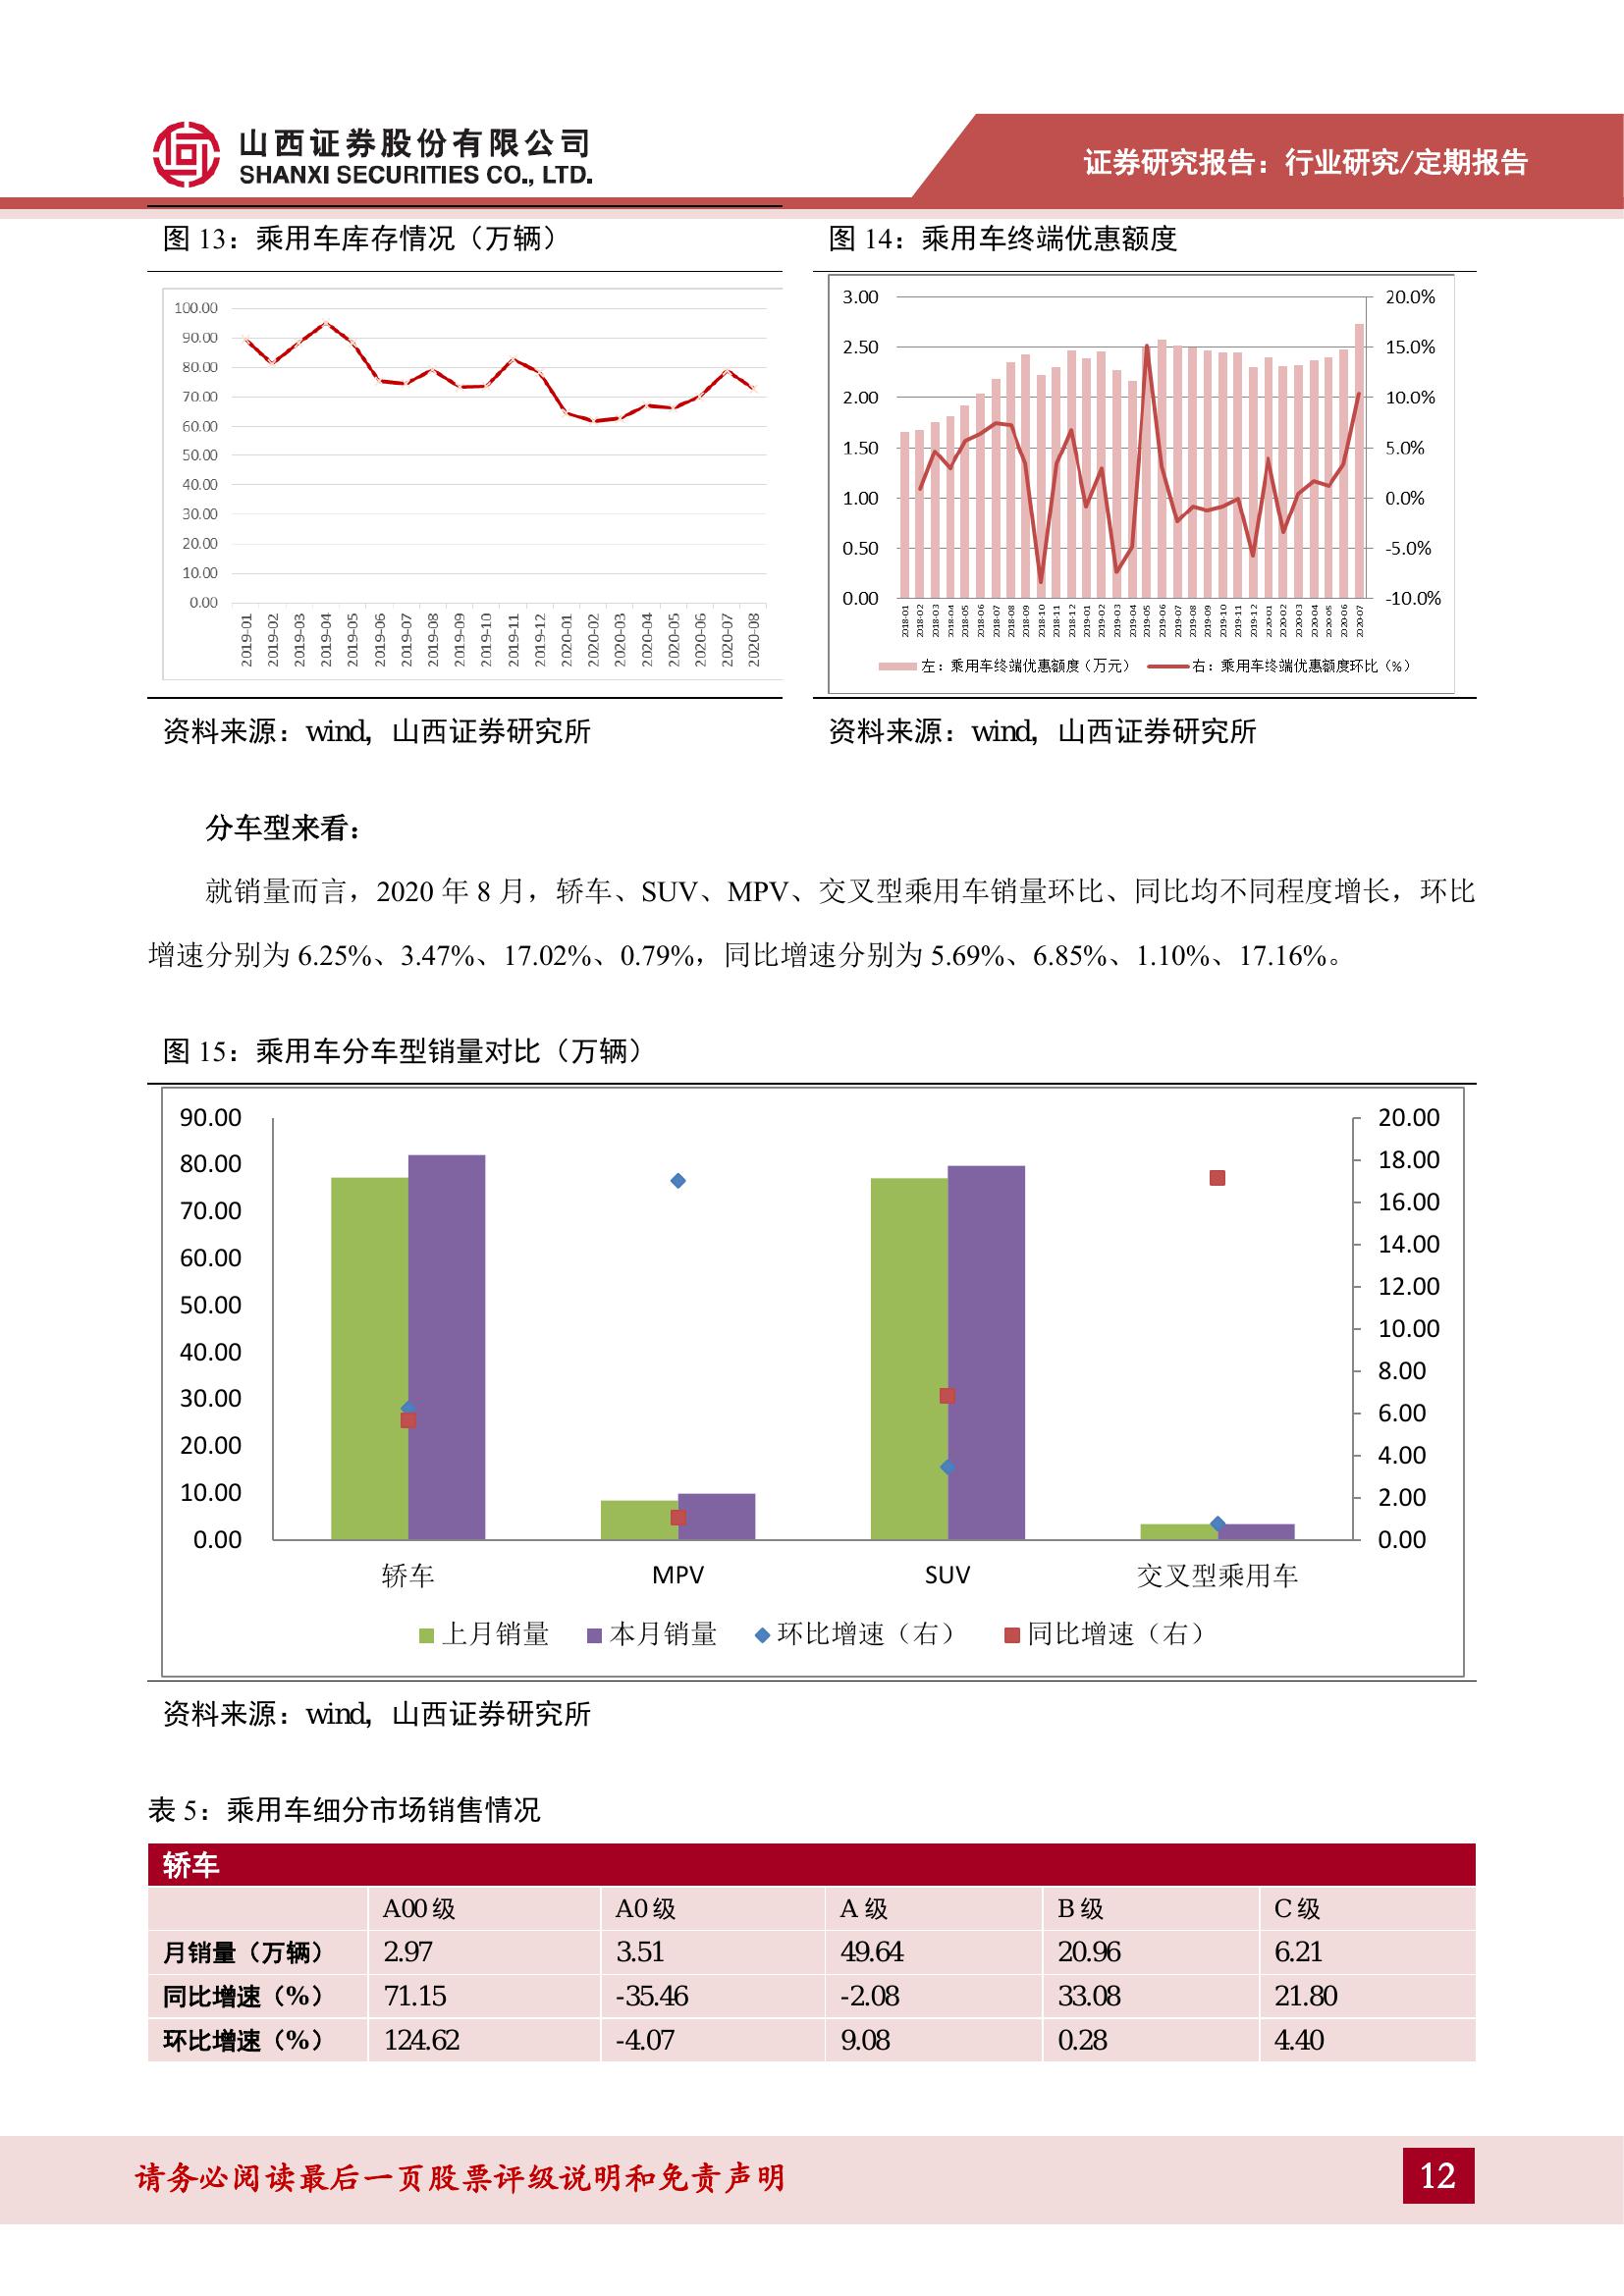 山西证券股份有限公司
SHANXI SECURITIES CO., LTD.
证券研究报告：行业研究/定期报告
图 13：乘用车库存情况（万辆）
100.00
90.00
80.00
70.00
60.00
50.00
40.00
30.00
20.00
10.00
0.00
2019-01 2019-02 2019-03 2019-04 2019-05 2019-06 2019-07 2019-08 2019-09 2019-10 2019-11 2019-12 2020-01 2020-02 2020-03 2020-04 2020-05 2020-06 2020-07 2020-08
资料来源：wind，山西证券研究所
图 14：乘用车终端优惠额度
3.00 20.0%
2.50 15.0%
2.00 10.0%
1.50 5.0%
1.00 0.0%
0.50 -5.0%
0.00 -10.0%
2018-01 2018-02 2018-03 2018-04 2018-05 2018-06 2018-07 2018-08 2018-09 2018-10 2018-11 2018-12 2019-01 2019-02 2019-03 2019-04 2019-05 2019-06 2019-07 2019-08 2019-09 2019-10 2019-11 2019-12 2020-01 2020-02 2020-03 2020-04 2020-05 2020-06 2020-07
左：乘用车终端优惠额度（万元） 右：乘用车终端优惠额度环比（%）
资料来源：wind，山西证券研究所
分车型来看：
就销量而言，2020 年 8 月，轿车、SUV、MPV、交叉型乘用车销量环比、同比均不同程度增长，环比
增速分别为 6.25%、3.47%、17.02%、0.79%，同比增速分别为 5.69%、6.85%、1.10%、17.16%。
图 15：乘用车分车型销量对比（万辆）
90.00
80.00
70.00
60.00
50.00
40.00
30.00
20.00
10.00
0.00
20.00
18.00
16.00
14.00
12.00
10.00
8.00
6.00
4.00
2.00
0.00
轿车 MPV SUV 交叉型乘用车
上月销量 本月销量 环比增速（右） 同比增速（右）
资料来源：wind，山西证券研究所
表 5：乘用车细分市场销售情况
轿车
A00 级 A0 级 A 级 B 级 C 级
月销量（万辆） 2.97 3.51 49.64 20.96 6.21
同比增速（%） 71.15 -35.46 -2.08 33.08 21.80
环比增速（%） 124.62 -4.07 9.08 0.28 4.40
请务必阅读最后一页股票评级说明和免责声明
12